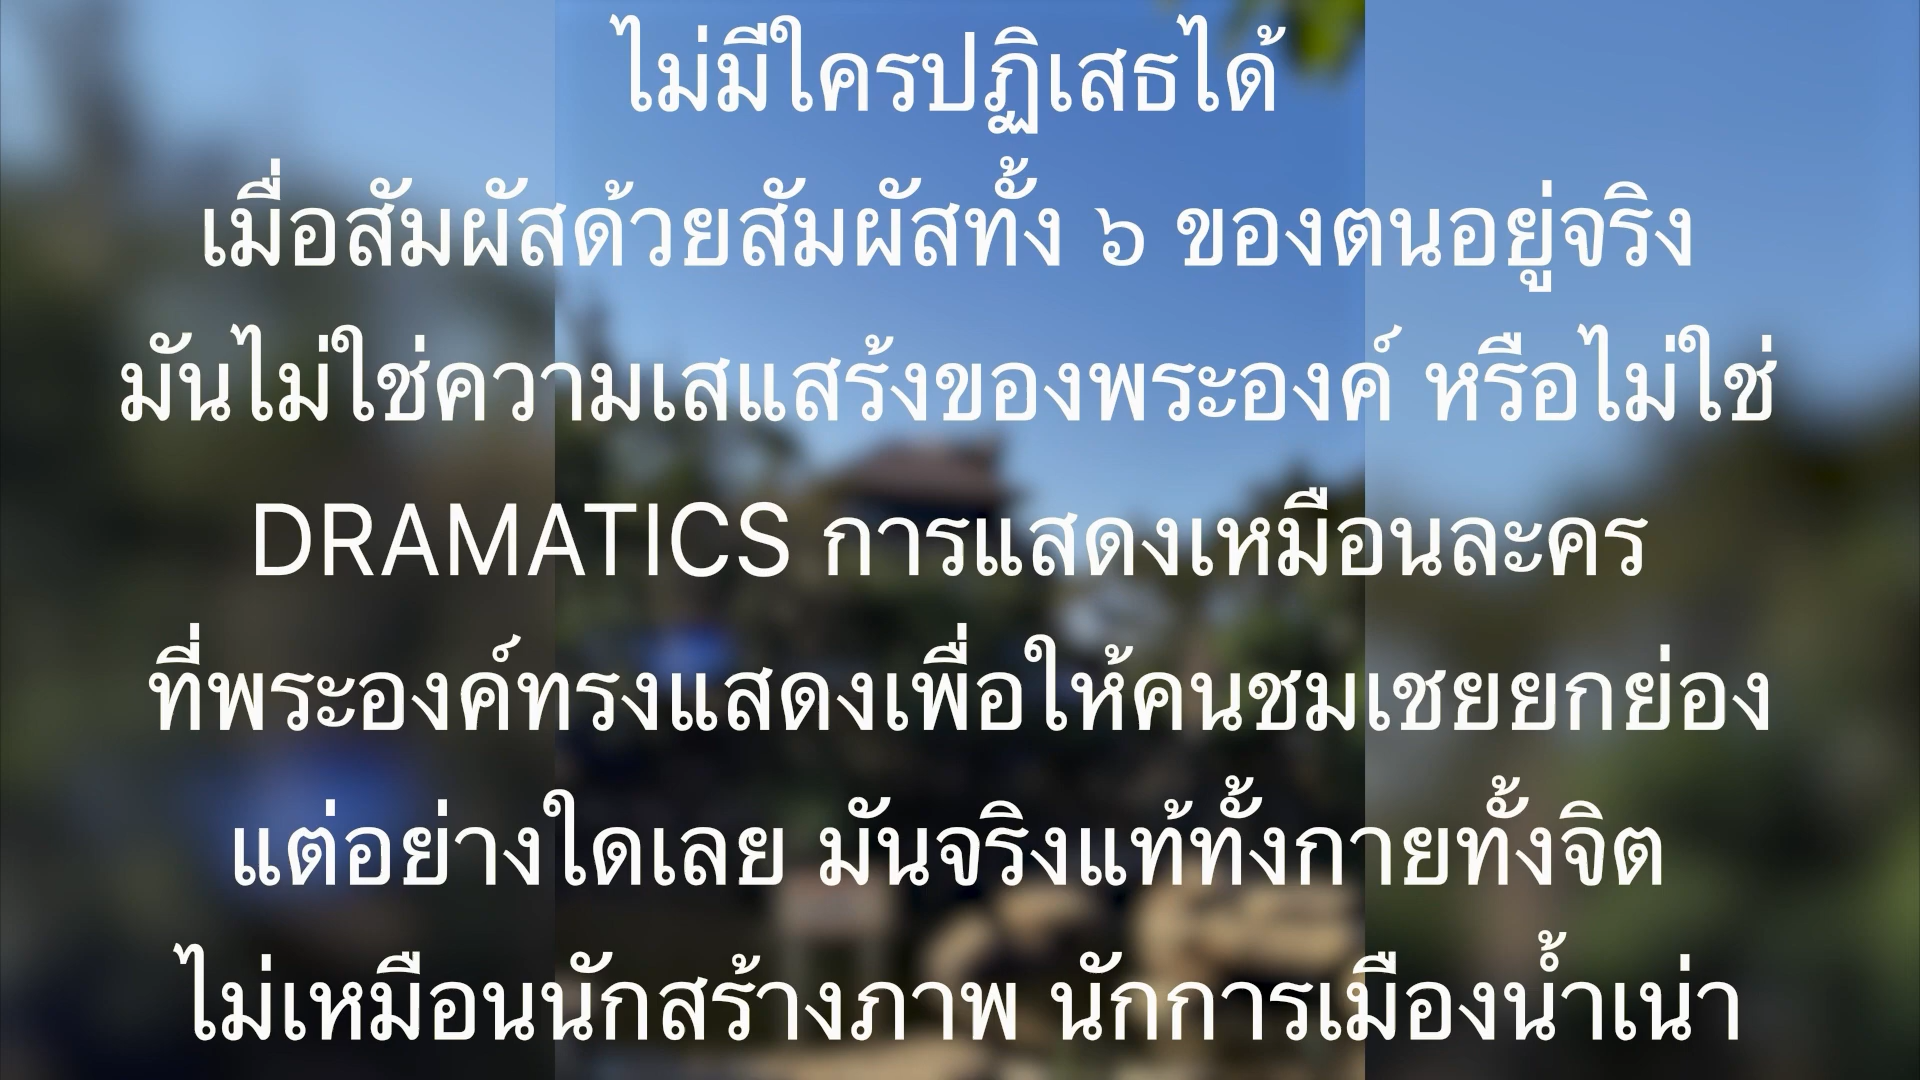 ไม่มีใครปฏิเสธได้
เมื่อสัมผัสด้วยสัมผัสทั้ง ๖ ของตนอยู่จริง
มันไม่ใช่ความเสแสร้งของพระองค์ หรือไม่ใช่
DRAMATICS การแสดงเหมือนละคร
ที่พระองค์ทรงแสดงเพื่อให้คนชมเชยยกย่อง
แต่อย่างใดเลย มันจริงแท้ทั้งกายทั้งจิต
ไม่เหมือนนักสร้างภาพ นักการเมืองน้ำเน่า